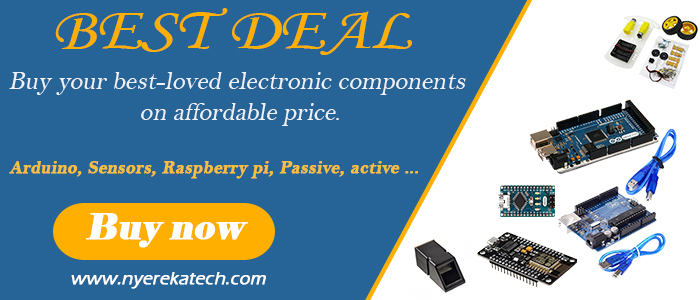 BEST DEAL
Buy your best-loved electronic components
on affordable price.
Arduino, Sensors, Raspberry pi, Passive, active ...
Buy now
www.nyerekatech.com